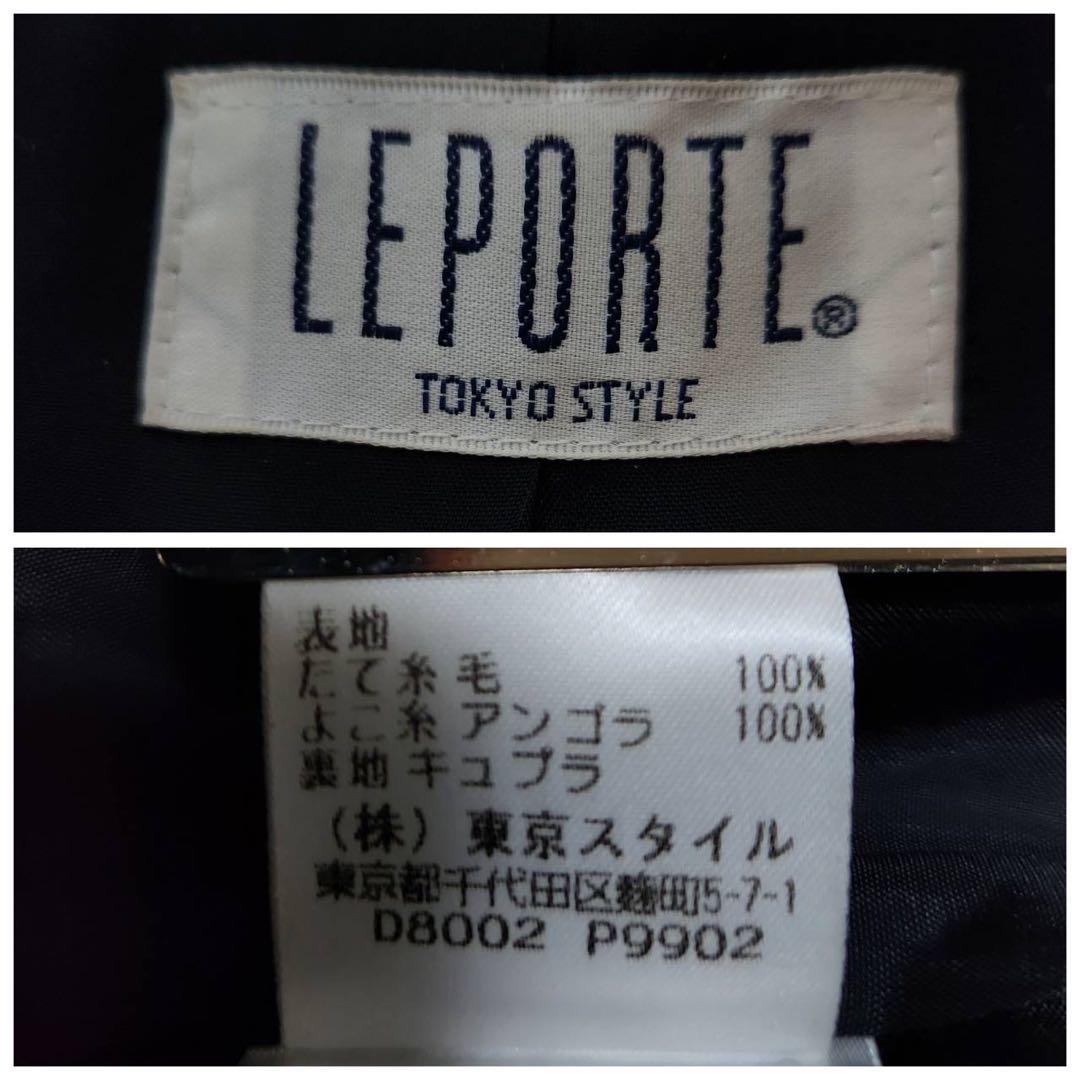 LEPORTE®
TOKYO STYLE
表地
たて糸 毛 100%
よこ糸 アンゴラ 100%
裏地 キュプラ
(株) 東京スタイル
東京都千代田区麹町5-7-1
D8002 P9902